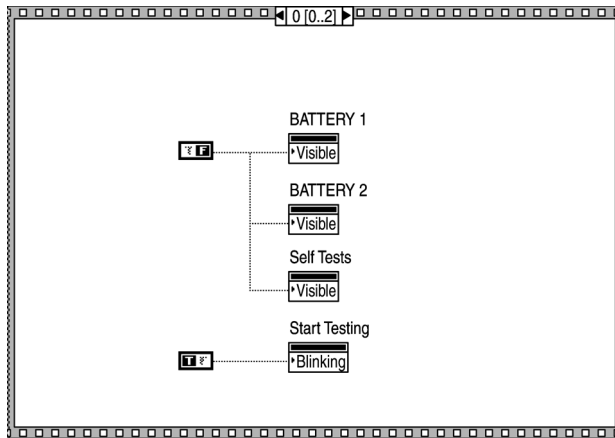 0 [0..2]
BATTERY 1
F
Visible
BATTERY 2
Visible
Self Tests
Visible
Start Testing
T
Blinking